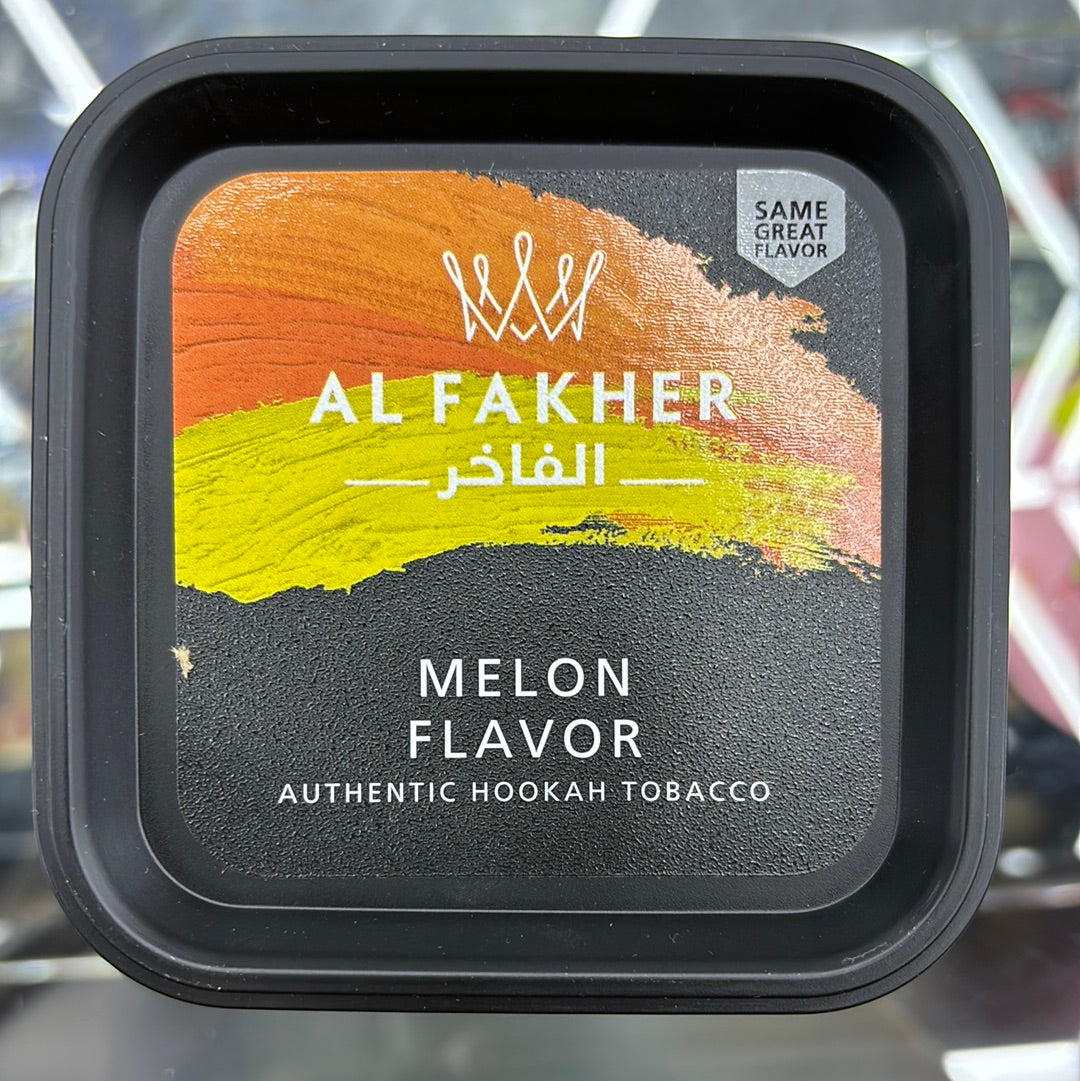 SAME
GREAT
FLAVOR
AL FAKHER
الفاخر
MELON
FLAVOR
AUTHENTIC HOOKAH TOBACCO